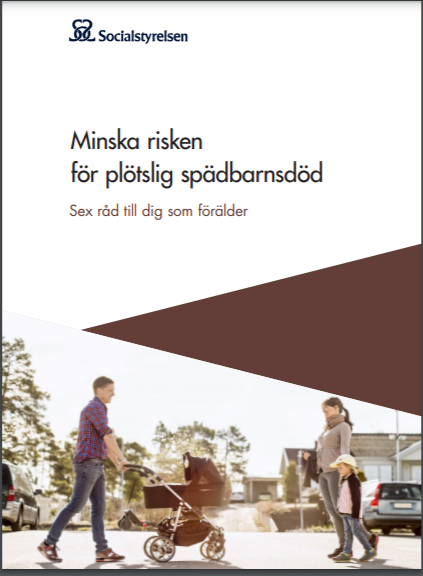 Socialstyrelsen
Minska risken
för plötslig spädbarnsdöd
Sex råd till dig som förälder